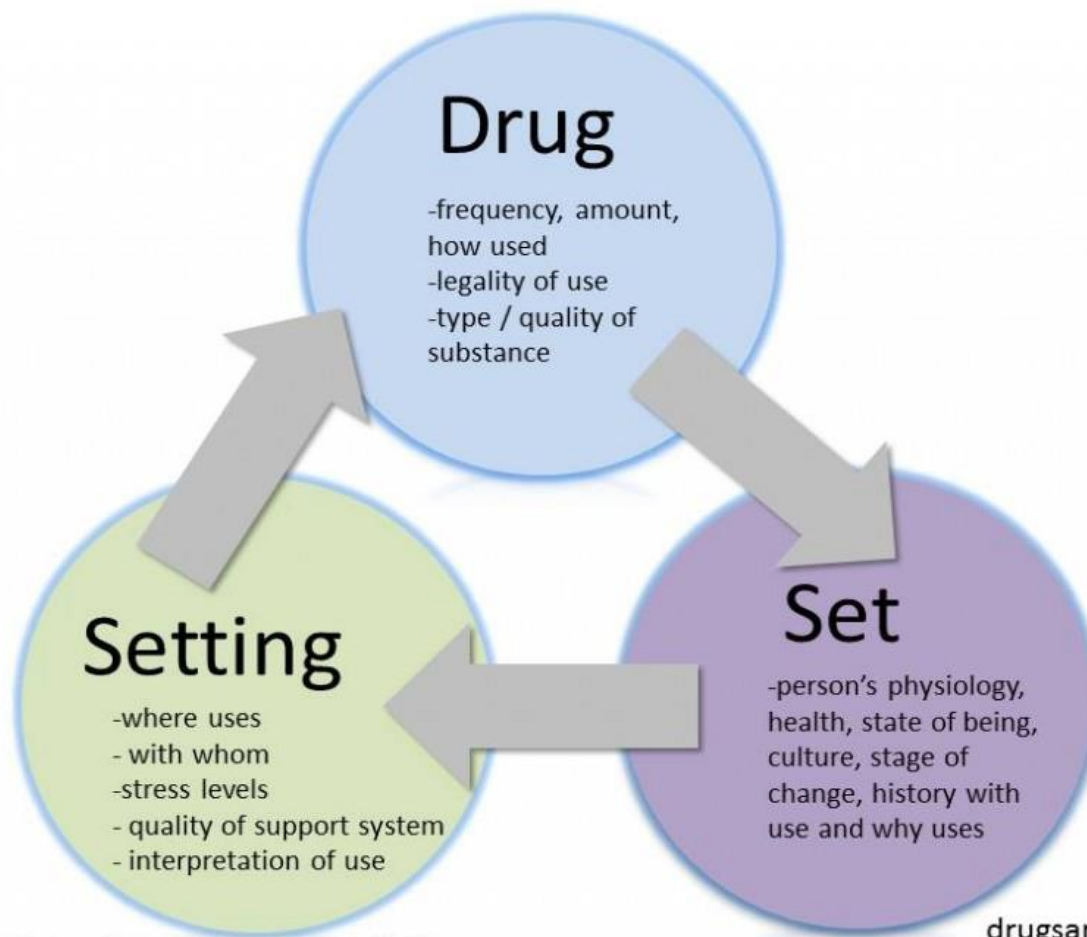 Drug
-frequency, amount,
how used
-legality of use
-type / quality of
substance
Setting
-where uses
- with whom
-stress levels
- quality of support system
- interpretation of use
Set
-person's physiology,
health, state of being,
culture, stage of
change, history with
use and why uses